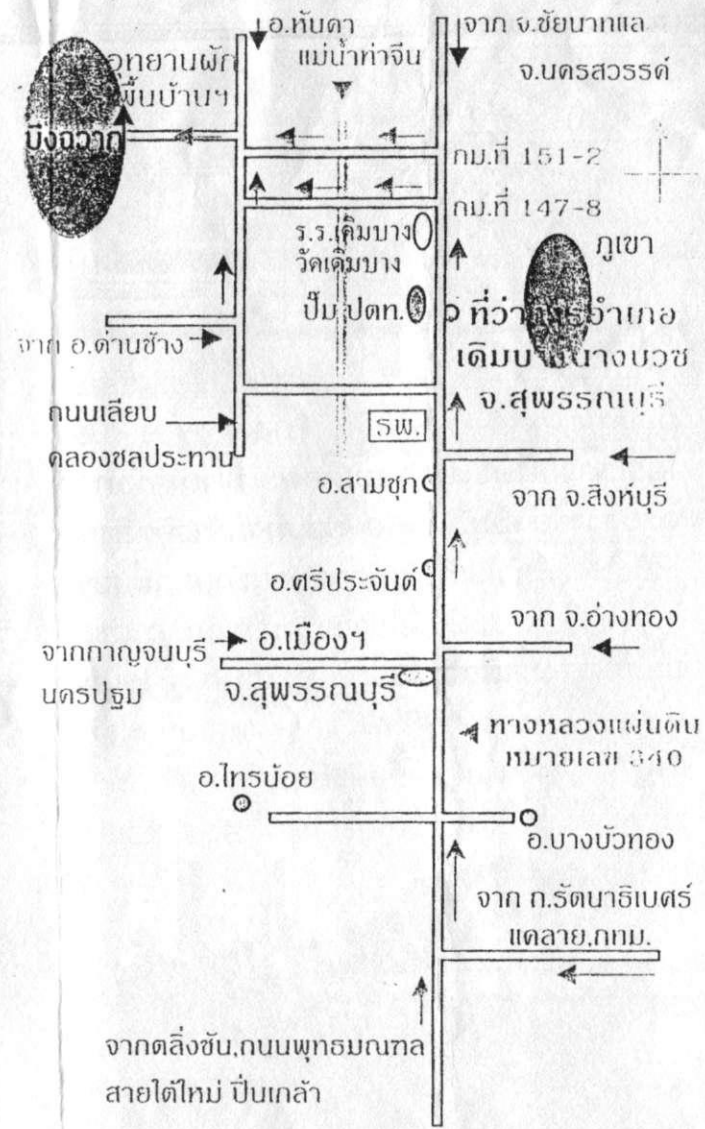 อ.หันคา
จาก จ.ชัยนาทแล
แม่น้ำท่าจีน
จ.นครสวรรค์
อุทยานผัก
พื้นบ้านฯ
บึงฉวาก
กม.ที่ 151-2
กม.ที่ 147-8
ร.ร.เดิมบาง
วัดเดิมบาง
ภูเขา
ปั๊ม ปตท.
ที่ว่าการอำเภอ
เดิมบางนางบวช
จ.สุพรรณบุรี
จาก อ.ด่านช้าง
ถนนเลียบ
คลองชลประทาน
รพ.
อ.สามชุก
จาก จ.สิงห์บุรี
อ.ศรีประจันต์
จาก จ.อ่างทอง
จากกาญจนบุรี
นครปฐม
อ.เมืองฯ
จ.สุพรรณบุรี
ทางหลวงแผ่นดิน
หมายเลข 340
อ.ไทรน้อย
อ.บางบัวทอง
จาก ถ.รัตนาธิเบศร์
แคลาย,กทม.
จากตลิ่งชัน,ถนนพุทธมณฑล
สายใต้ใหม่ ปิ่นเกล้า